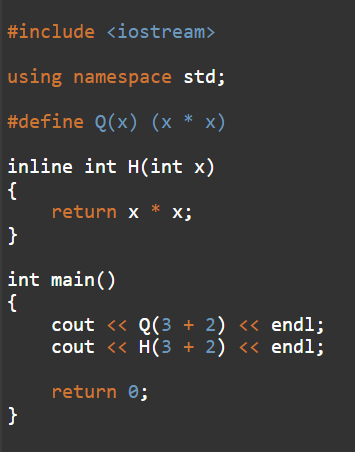 #include <iostream>
using namespace std;
#define Q(x) (x * x)
inline int H(int x)
{
    return x * x;
}
int main()
{
    cout << Q(3 + 2) << endl;
    cout << H(3 + 2) << endl;
    return 0;
}